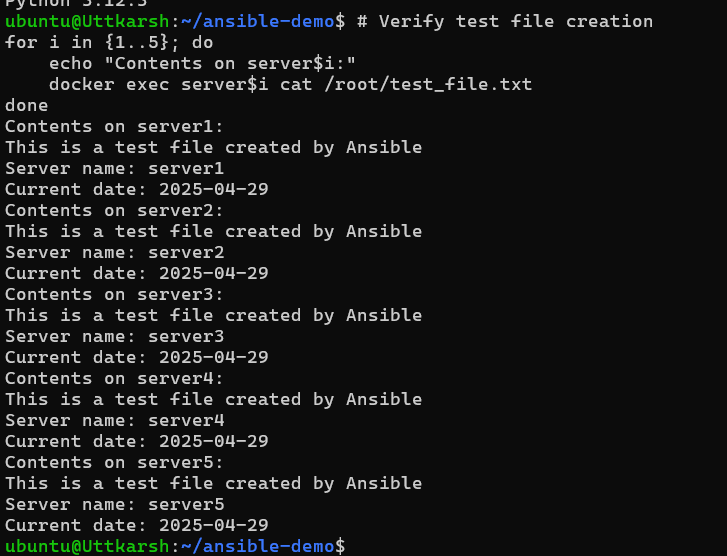 Python 3.12.3
ubuntu@Uttkarsh:~/ansible-demo$ # Verify test file creation
for i in {1..5}; do
    echo "Contents on server$i:"
    docker exec server$i cat /root/test_file.txt
done
Contents on server1:
This is a test file created by Ansible
Server name: server1
Current date: 2025-04-29
Contents on server2:
This is a test file created by Ansible
Server name: server2
Current date: 2025-04-29
Contents on server3:
This is a test file created by Ansible
Server name: server3
Current date: 2025-04-29
Contents on server4:
This is a test file created by Ansible
Server name: server4
Current date: 2025-04-29
Contents on server5:
This is a test file created by Ansible
Server name: server5
Current date: 2025-04-29
ubuntu@Uttkarsh:~/ansible-demo$